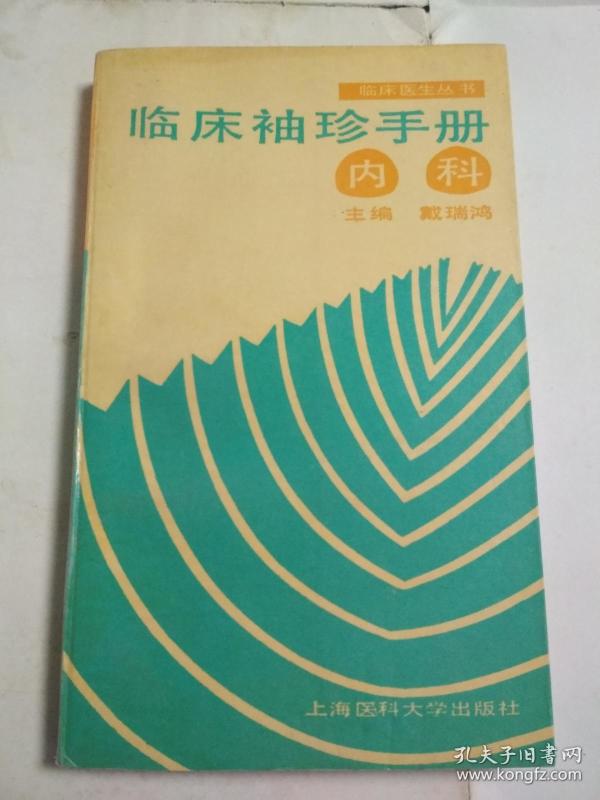 临床医生丛书
临床袖珍手册
内 科
主编 戴瑞鸿
上海医科大学出版社
孔夫子旧书网
www.kongfz.com